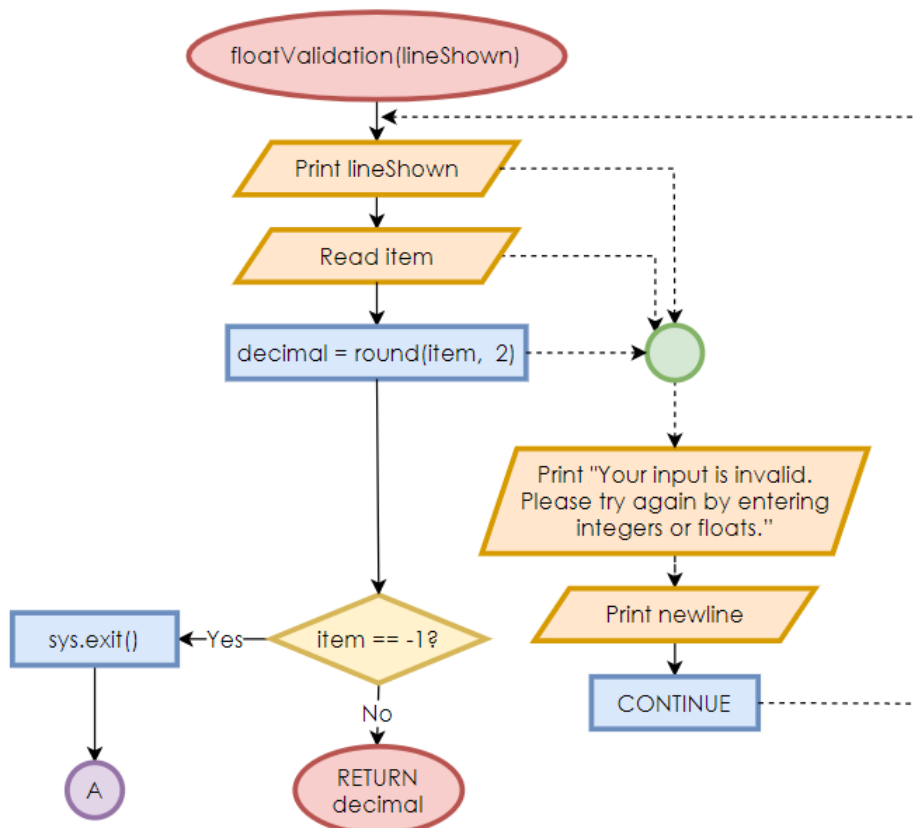 floatValidation(lineShown)
Print lineShown
Read item
decimal = round(item, 2)
Print "Your input is invalid.
Please try again by entering
integers or floats."
Print newline
sys.exit()
Yes
item == -1?
CONTINUE
No
A
RETURN
decimal